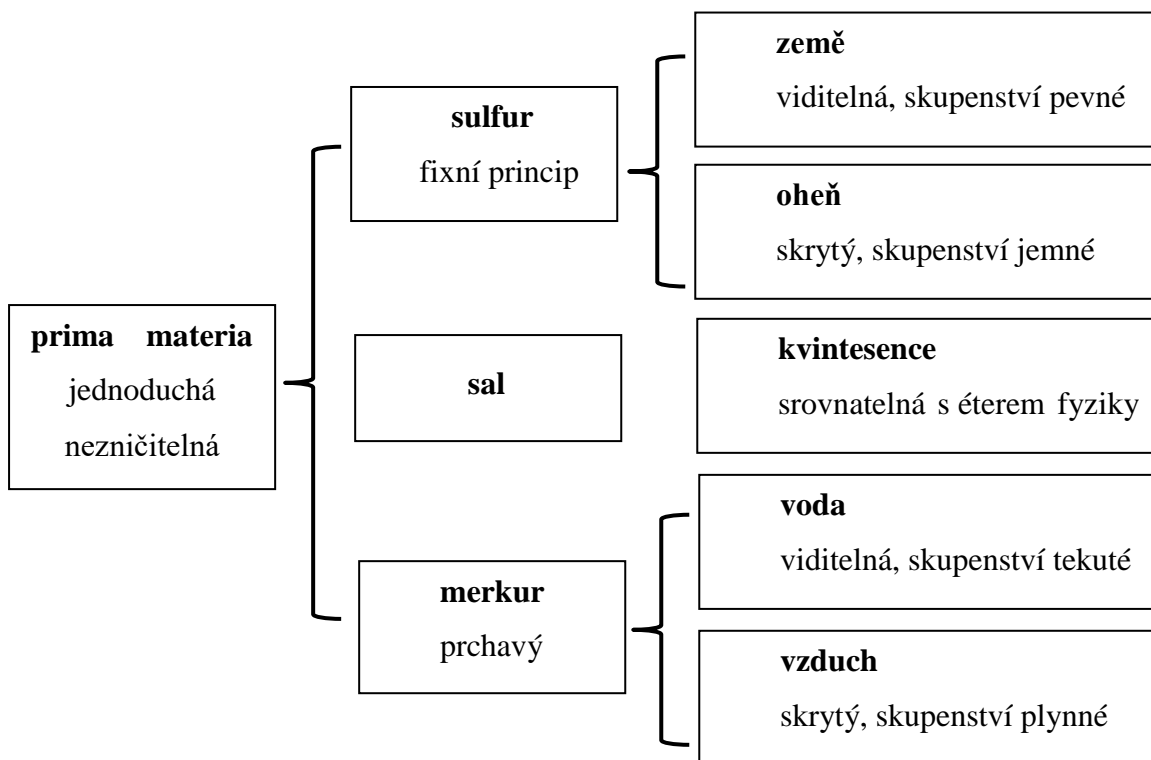 prima materia
jednoduchá
nezničitelná
sulfur
fixní princip
sal
merkur
prchavý
země
viditelná, skupenství pevné
oheň
skrytý, skupenství jemné
kvintesence
srovnatelná s éterem fyziky
voda
viditelná, skupenství tekuté
vzduch
skrytý, skupenství plynné